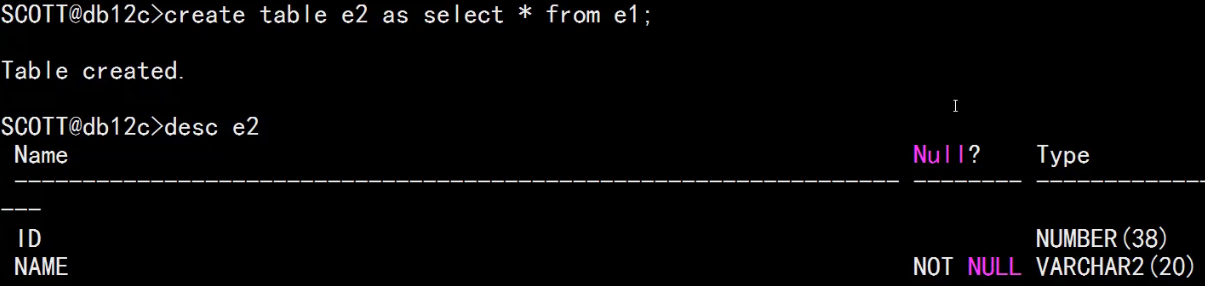 SCOTT@db12c>create table e2 as select * from e1;
Table created.
SCOTT@db12c>desc e2
Name Null? Type
----------------------------------------------------------------- -------- -------------
---
ID NUMBER(38)
NAME NOT NULL VARCHAR2(20)